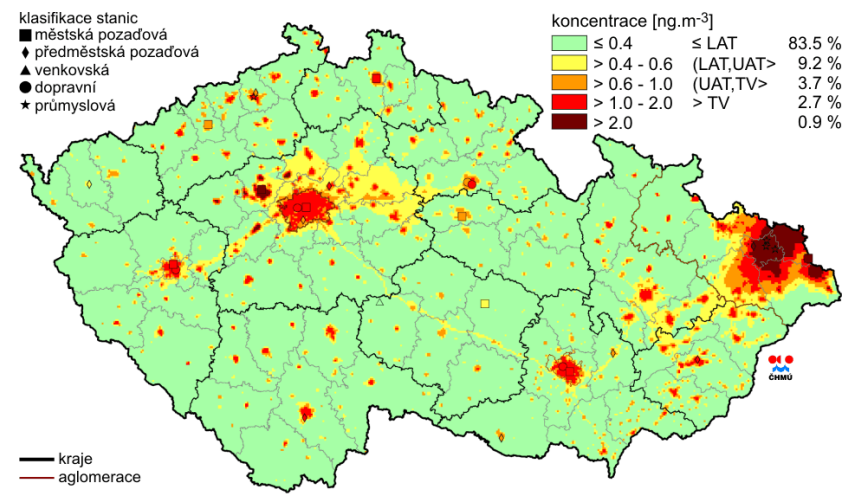 klasifikace stanic
městská pozaďová
předměstská pozaďová
venkovská
dopravní
průmyslová
koncentrace [ng.m-3]
≤ 0.4 ≤ LAT 83.5 %
> 0.4 - 0.6 (LAT,UAT> 9.2 %
> 0.6 - 1.0 (UAT,TV> 3.7 %
> 1.0 - 2.0 > TV 2.7 %
> 2.0 0.9 %
ČHMÚ
kraje
aglomerace